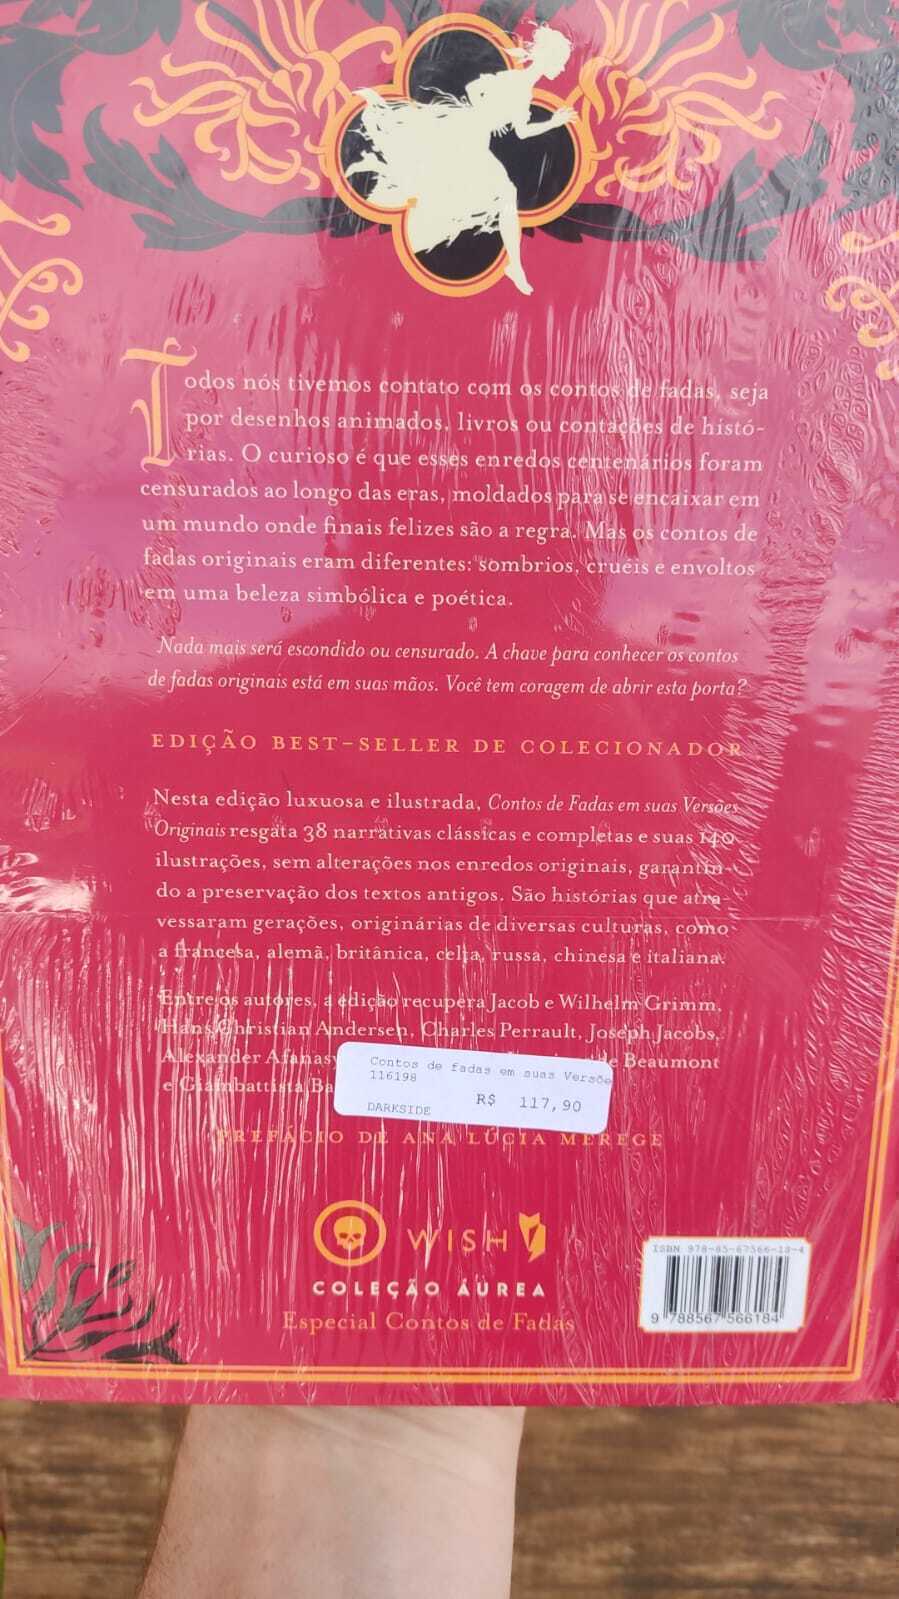 Todos nós tivemos contato com os contos de fadas, seja
por desenhos animados, livros ou contações de histó-
rias. O curioso é que esses enredos centenários foram
censurados ao longo das eras, moldados para se encaixar em
um mundo onde finais felizes são a regra. Mas os contos de
fadas originais eram diferentes: sombrios, cruéis e envoltos
em uma beleza simbólica e poética.
Nada mais será escondido ou censurado. A chave para conhecer os contos
de fadas originais está em suas mãos. Você tem coragem de abrir esta porta?
EDIÇÃO BEST-SELLER DE COLECIONADOR
Nesta edição luxuosa e ilustrada, Contos de Fadas em suas Versões
Originais resgata 38 narrativas clássicas e completas e suas 140
ilustrações, sem alterações nos enredos originais, garantin-
do a preservação dos textos antigos. São histórias que atra-
vessaram gerações, originárias de diversas culturas, como
a francesa, alemã, britânica, celta, russa, chinesa e italiana.
Entre os autores, a edição recupera Jacob e Wilhelm Grimm,
Hans Christian Andersen, Charles Perrault, Joseph Jacobs,
Alexander Afanasy de Beaumont
e Giambattista Ba
Contos de fadas em suas Versõe
116198
R$ 117,90
DARKSIDE
PREFÁCIO DE ANA LÚCIA MEREGE
WISH
COLEÇÃO ÁUREA
Especial Contos de Fadas
ISBN 978-85-67566-18-4
9 788567 566184